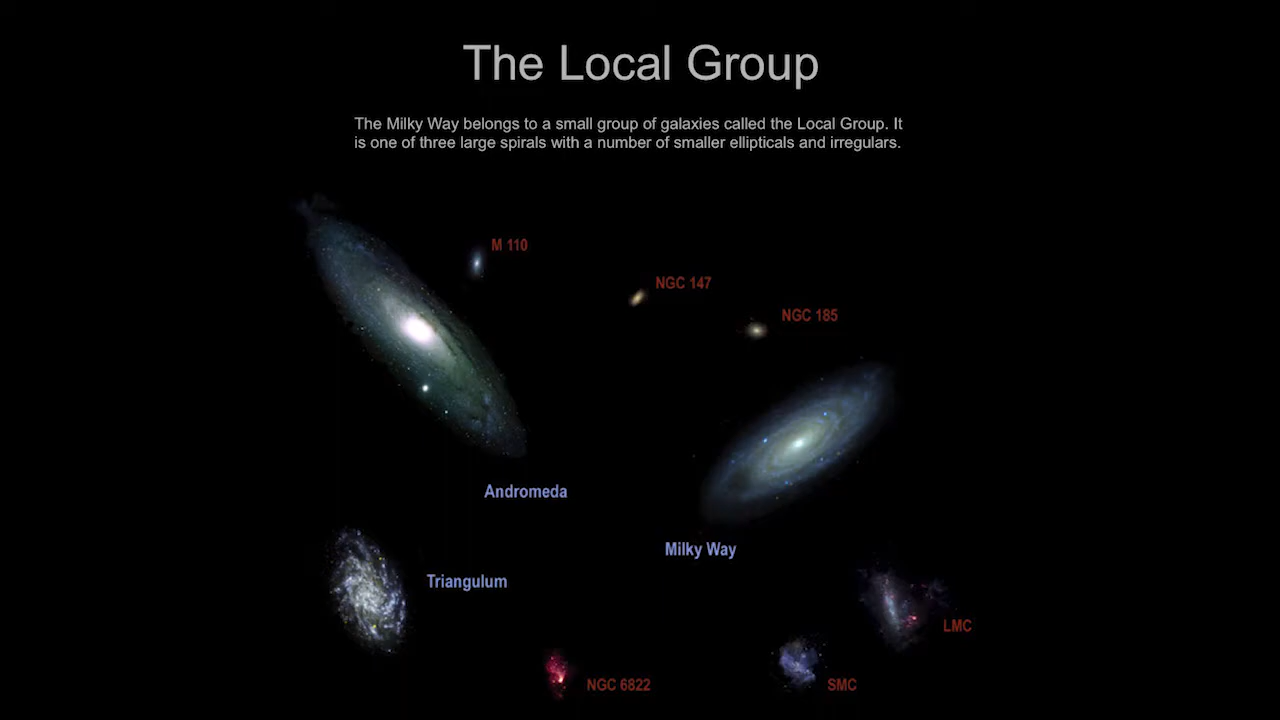 The Local Group
The Milky Way belongs to a small group of galaxies called the Local Group. It
is one of three large spirals with a number of smaller ellipticals and irregulars.
M 110
NGC 147
NGC 185
Andromeda
Milky Way
Triangulum
LMC
NGC 6822
SMC